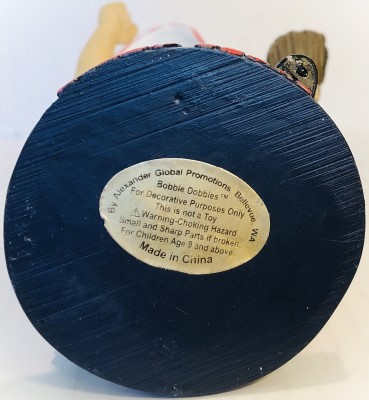 By Alexander Global Promotions, Bellevue, WA
Bobble Dobbles™
For Decorative Purposes Only
This is not a Toy
⚠Warning-Choking Hazard
Small and Sharp Parts if broken.
For Children Age 9 and above.
Made in China